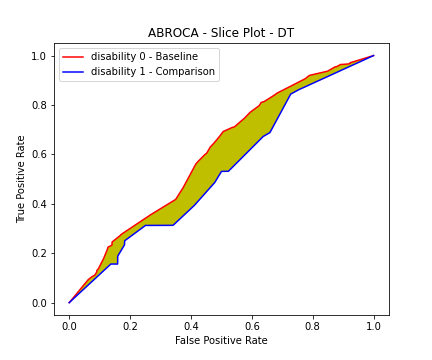 ABROCA - Slice Plot - DT
disability 0 - Baseline
disability 1 - Comparison
True Positive Rate
1.0
0.8
0.6
0.4
0.2
0.0
0.0 0.2 0.4 0.6 0.8 1.0
False Positive Rate